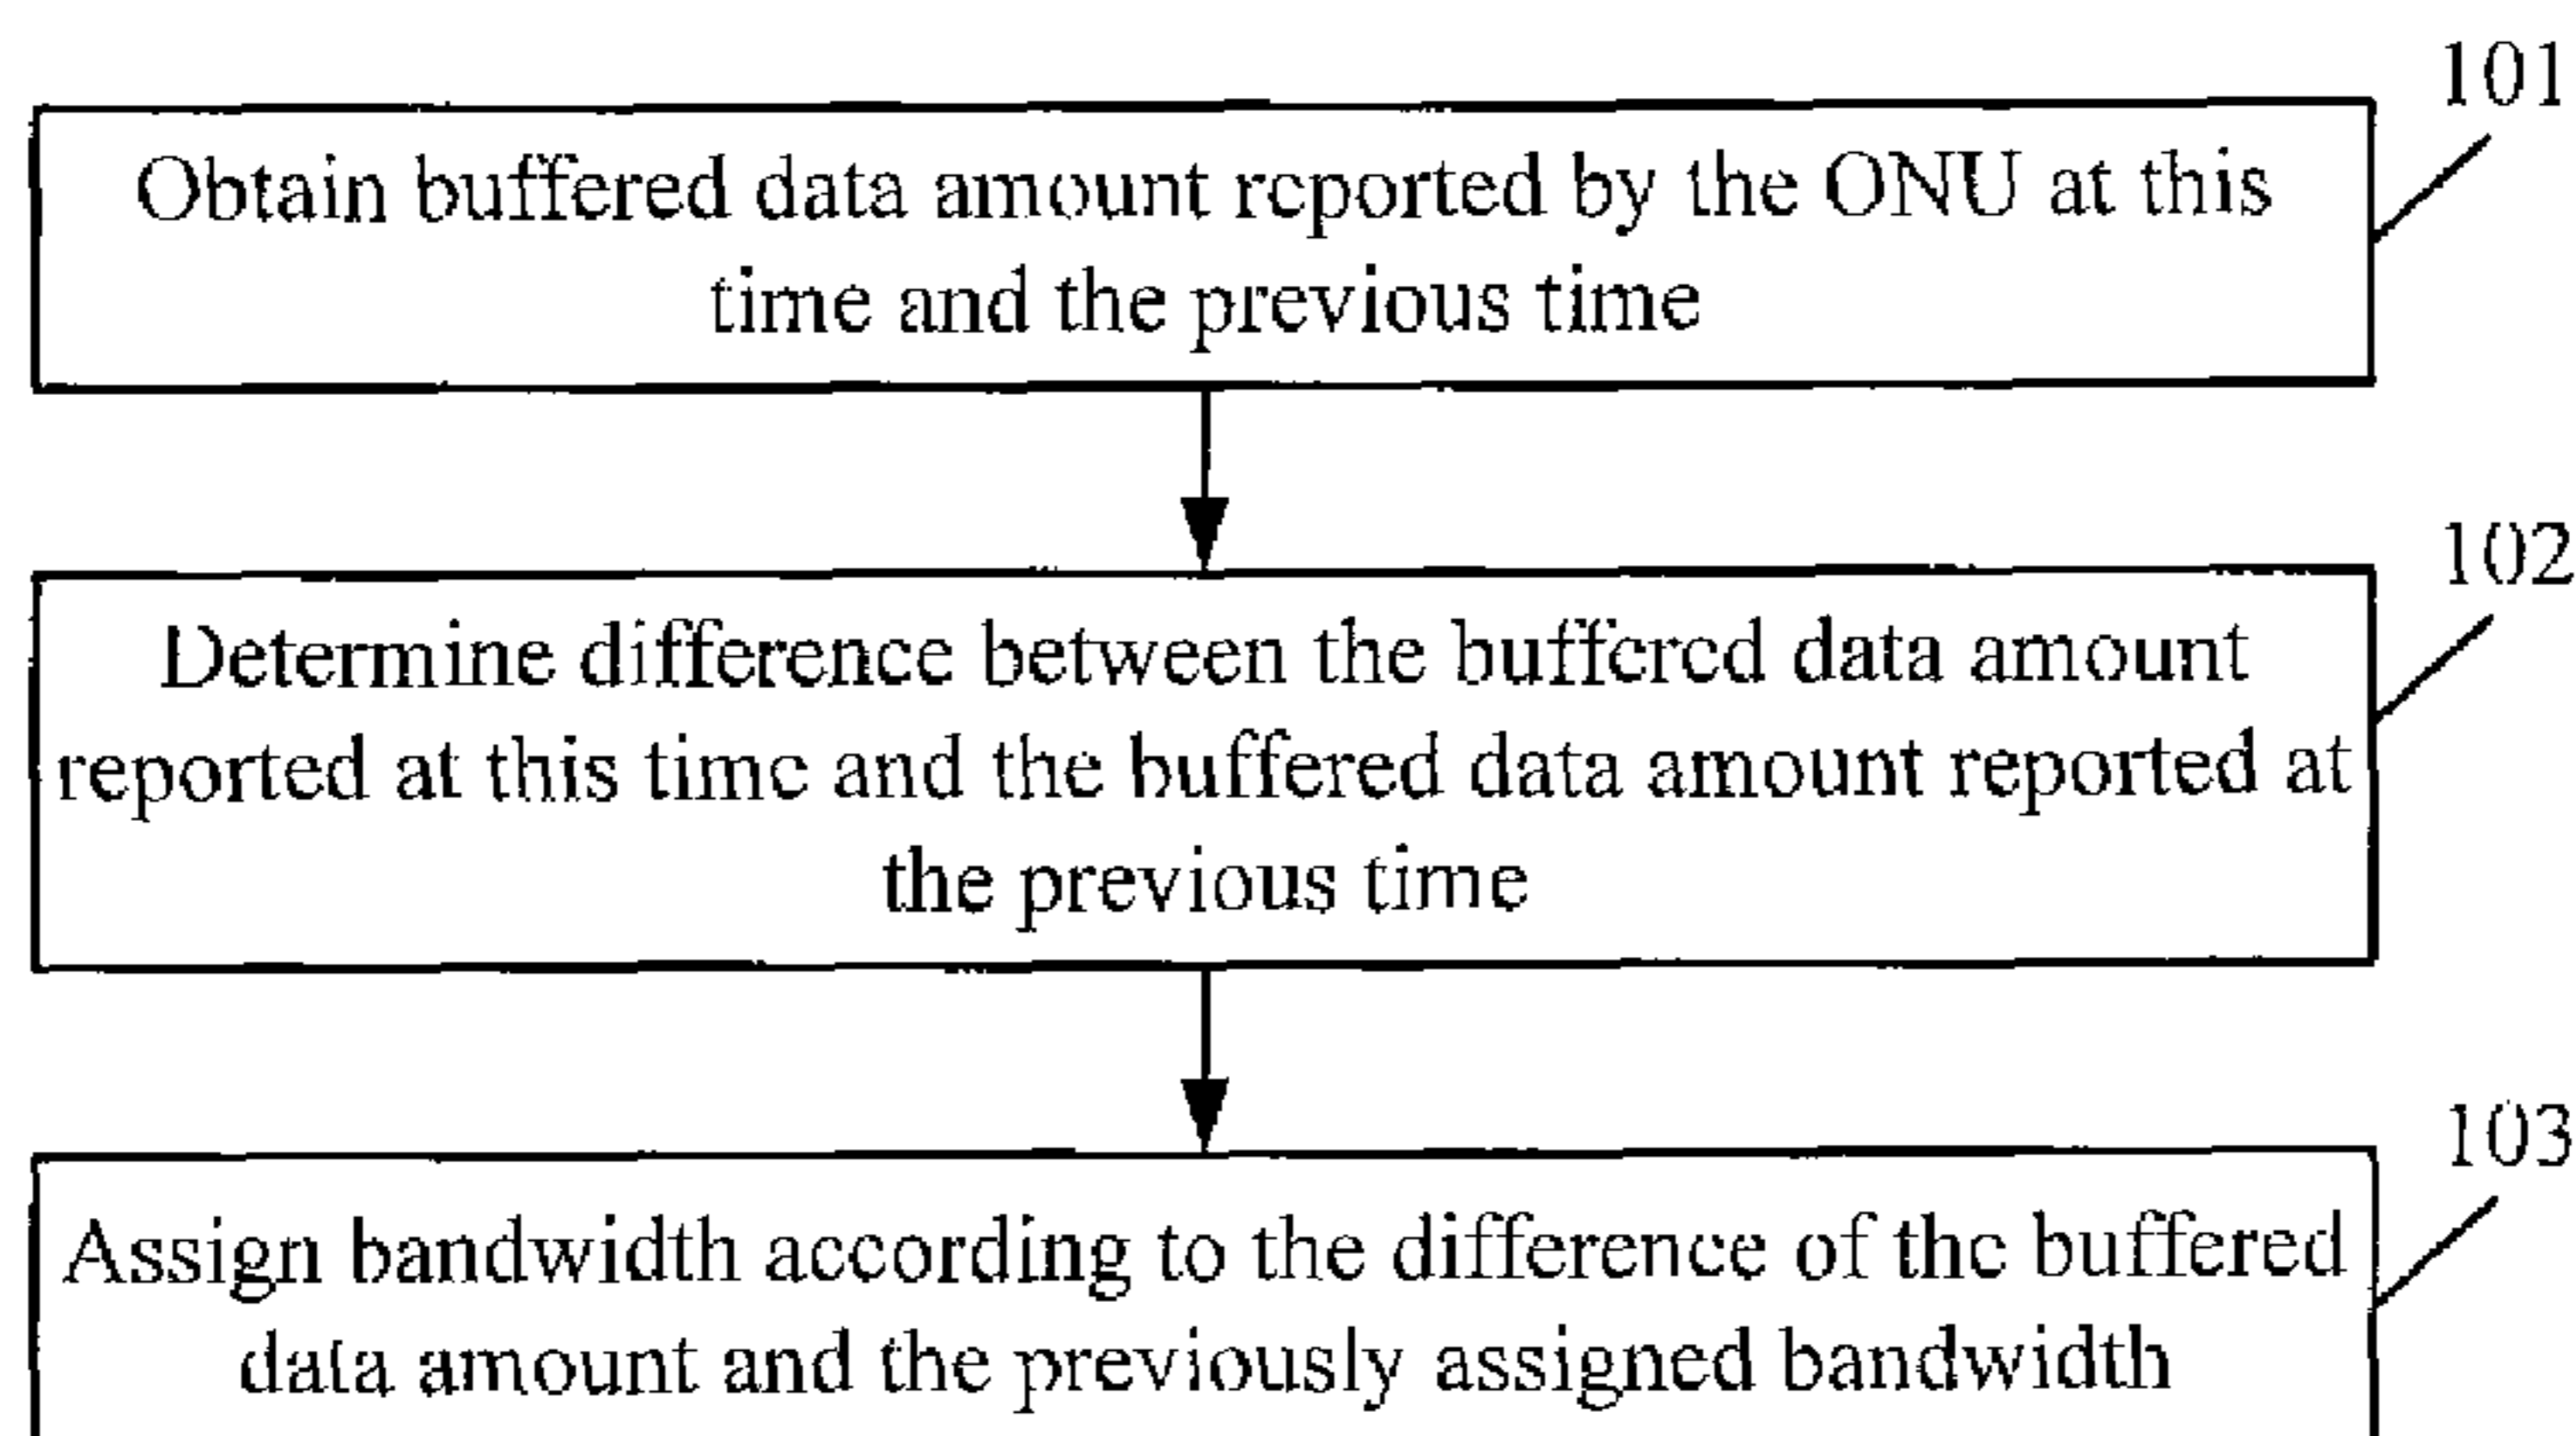 101
Obtain buffered data amount reported by the ONU at this
time and the previous time
102
Determine difference between the buffered data amount
reported at this time and the buffered data amount reported at
the previous time
103
Assign bandwidth according to the difference of the buffered
data amount and the previously assigned bandwidth